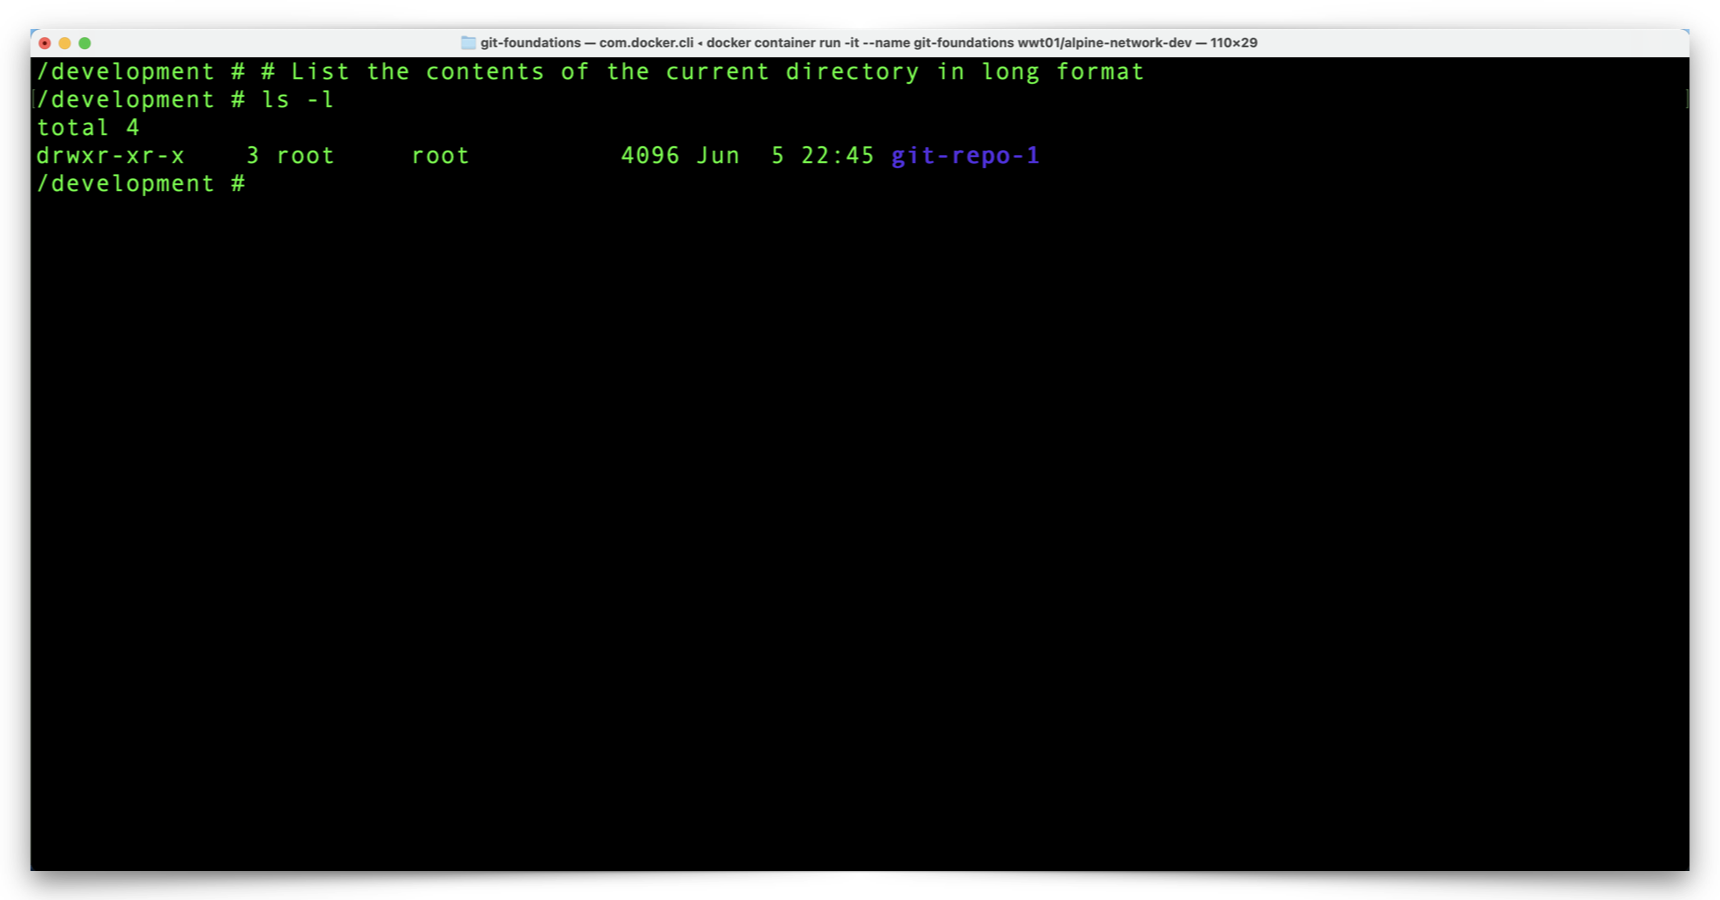 git-foundations — com.docker.cli ◂ docker container run -it --name git-foundations wwt01/alpine-network-dev — 110×29
/development # # List the contents of the current directory in long format
/development # ls -l
total 4
drwxr-xr-x    3 root     root          4096 Jun  5 22:45 git-repo-1
/development #